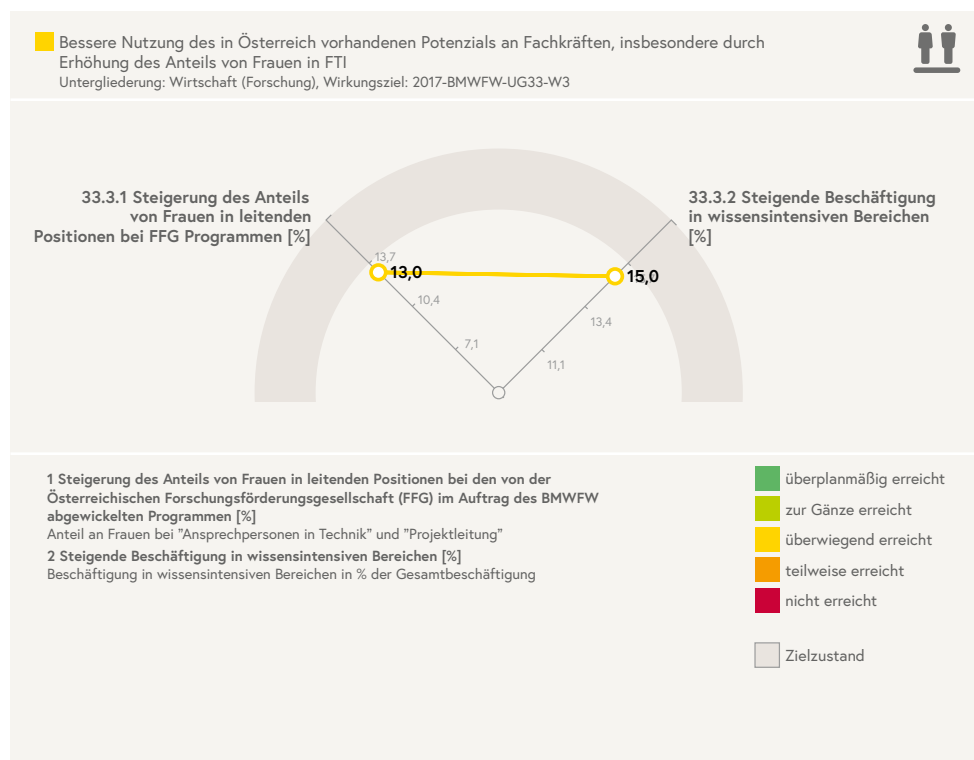 Bessere Nutzung des in Österreich vorhandenen Potenzials an Fachkräften, insbesondere durch
Erhöhung des Anteils von Frauen in FTI
Untergliederung: Wirtschaft (Forschung), Wirkungsziel: 2017-BMWFW-UG33-W3
33.3.1 Steigerung des Anteils
von Frauen in leitenden
Positionen bei FFG Programmen [%]
33.3.2 Steigende Beschäftigung
in wissensintensiven Bereichen
[%]
13,7
13,0
10,4
7,1
15,0
13,4
11,1
1 Steigerung des Anteils von Frauen in leitenden Positionen bei den von der
Österreichischen Forschungsförderungsgesellschaft (FFG) im Auftrag des BMWFW
abgewickelten Programmen [%]
Anteil an Frauen bei "Ansprechpersonen in Technik" und "Projektleitung"
2 Steigende Beschäftigung in wissensintensiven Bereichen [%]
Beschäftigung in wissensintensiven Bereichen in % der Gesamtbeschäftigung
überplanmäßig erreicht
zur Gänze erreicht
überwiegend erreicht
teilweise erreicht
nicht erreicht
Zielzustand